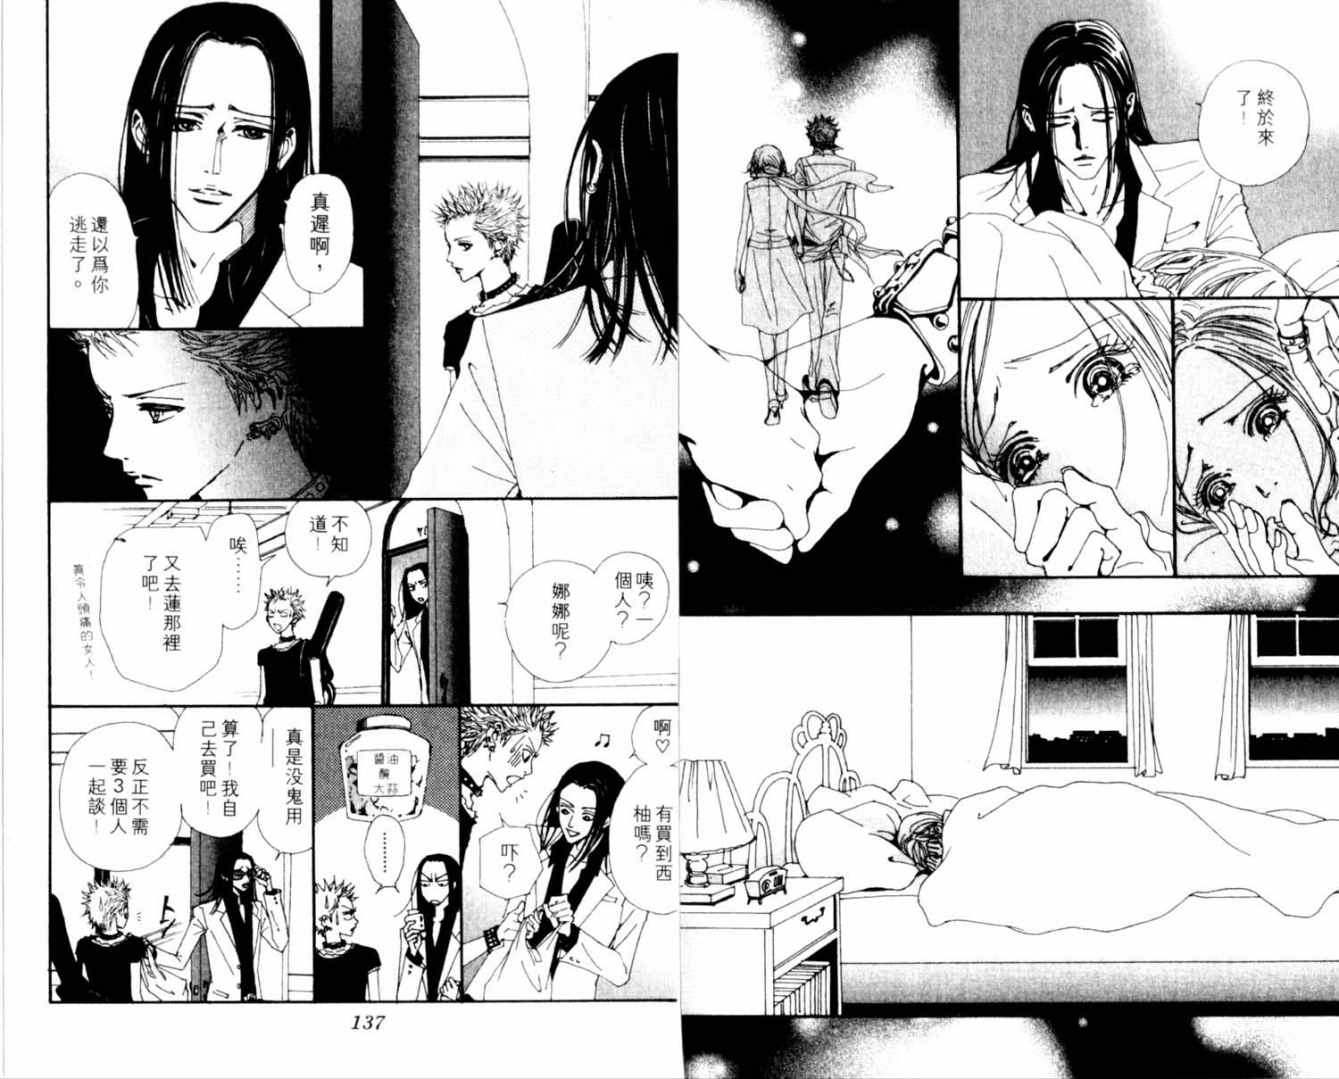 終於來
了！
真遲啊，
還以爲你
逃走了。
咦？一
個人？
娜娜呢？
不知
道！
唉……
又去蓮那裡
了吧！
真令人頭痛的女人！
啊♡
有買到西
柚嗎？
吓？
醬油
醃
大蒜
………
真是没鬼用
——
算了！我自
己去買吧！
反正不需
要3個人
一起談！
137